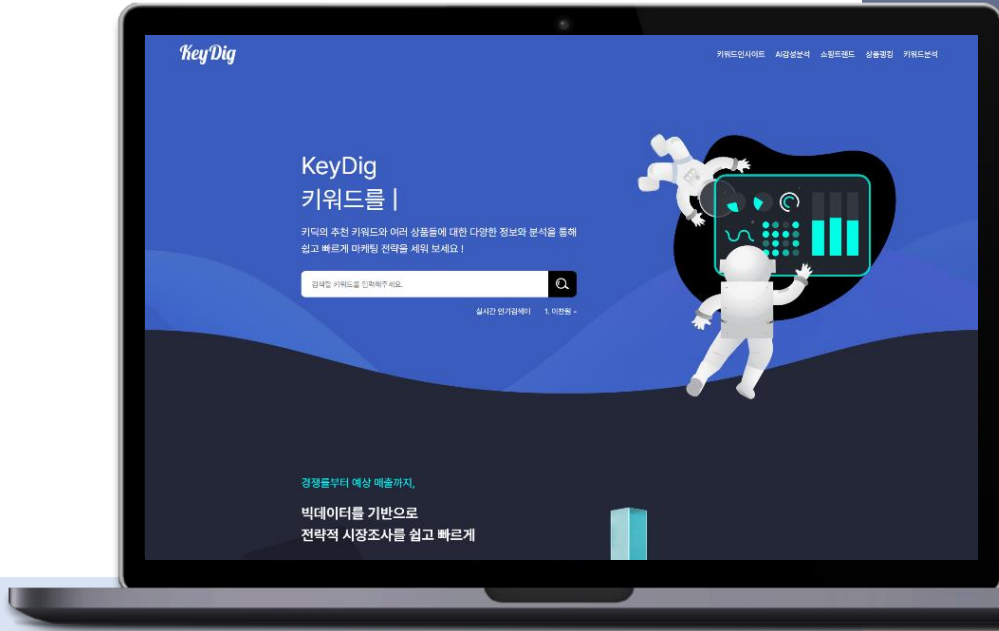 KeyDig
키워드인사이트 AI감성분석 쇼핑트렌드 상품랭킹 키워드분석
KeyDig
키워드를 |
키딕의 추천 키워드와 여러 상품들에 대한 다양한 정보와 분석을 통해
쉽고 빠르게 마케팅 전략을 세워 보세요 !
검색할 키워드를 입력해주세요.
실시간 인기검색어 1.
경쟁률부터 예상 매출까지,
빅데이터를 기반으로
전략적 시장조사를 쉽고 빠르게